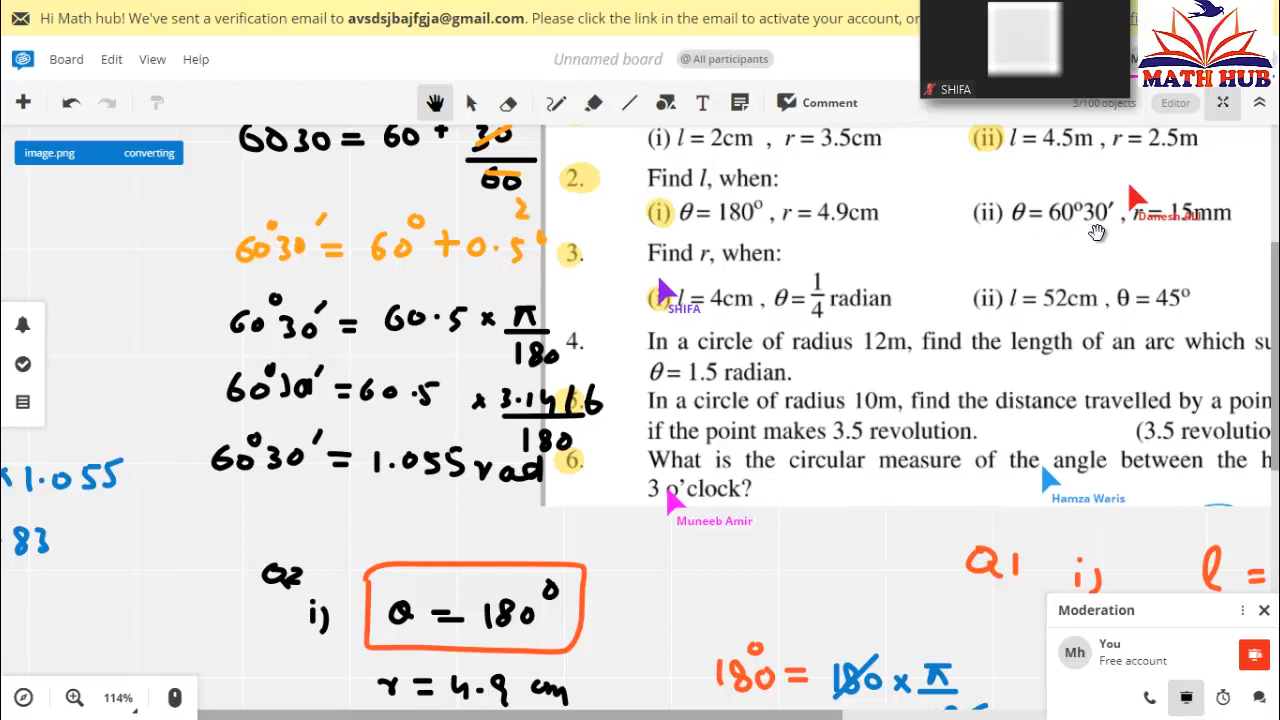 Hi Math hub! We've sent a verification email to avsdsjbajfgja@gmail.com. Please click the link in the email to activate your account, or
MATH HUB
SHIFA
Board Edit View Help
Unnamed board
@ All participants
Comment
3/100 objects
Editor
image.png converting
60 30 = 60 + 30/60
2
60°30′ = 60° + 0.5°
60°30′ = 60.5 × π/180
60°30′ = 60.5 × 3.1416/180
60°30′ = 1.055 rad
× 1.055
83
(i) l = 2cm , r = 3.5cm (ii) l = 4.5m , r = 2.5m
2. Find l, when:
(i) θ = 180° , r = 4.9cm (ii) θ = 60°30′ , r = 15mm
Danesh ALI
3. Find r, when:
(i) l = 4cm , θ = 1/4 radian (ii) l = 52cm , θ = 45°
SHIFA
4. In a circle of radius 12m, find the length of an arc which su
θ = 1.5 radian.
5. In a circle of radius 10m, find the distance travelled by a poin
if the point makes 3.5 revolution. (3.5 revolutio
6. What is the circular measure of the angle between the h
3 o'clock?
Hamza Waris
Muneeb Amir
Q2
i) θ = 180°
r = 4.9 cm
180° = 180 × π
Q1 i) l =
Moderation
Mh You
Free account
114%